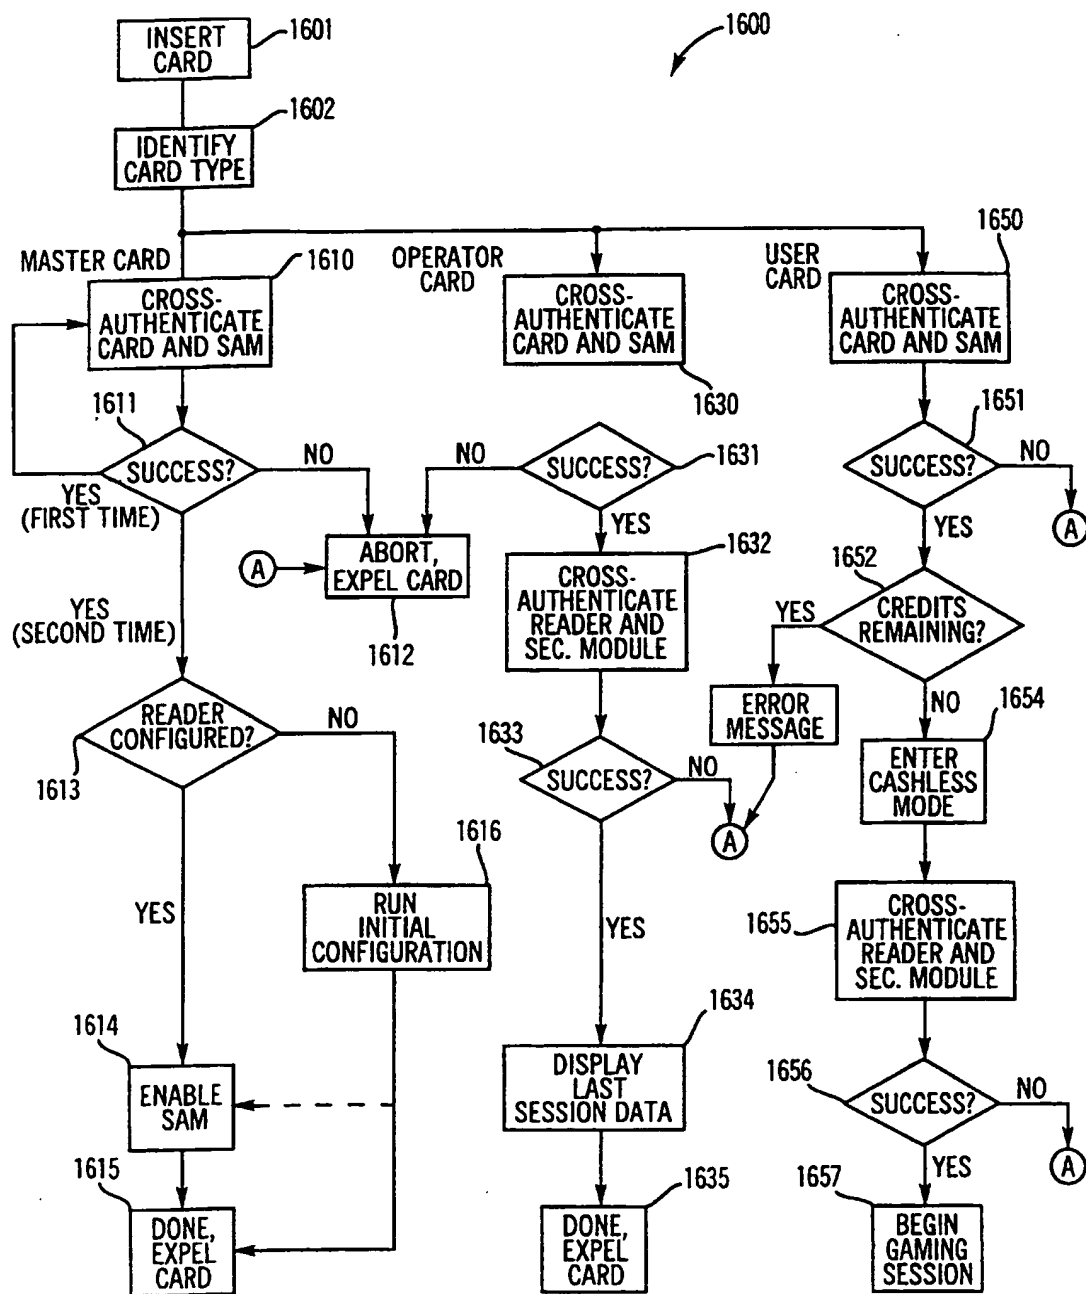 1600
INSERT
CARD
1601
IDENTIFY
CARD TYPE
1602
MASTER CARD
1610
CROSS-
AUTHENTICATE
CARD AND SAM
OPERATOR
CARD
CROSS-
AUTHENTICATE
CARD AND SAM
1630
USER
CARD
1650
CROSS-
AUTHENTICATE
CARD AND SAM
1611
SUCCESS?
NO
YES
(FIRST TIME)
YES
(SECOND TIME)
NO
SUCCESS?
1631
YES
1651
SUCCESS?
NO
A
YES
A
ABORT,
EXPEL CARD
1612
1632
CROSS-
AUTHENTICATE
READER AND
SEC. MODULE
1652
CREDITS
REMAINING?
YES
NO
ERROR
MESSAGE
1654
ENTER
CASHLESS
MODE
READER
CONFIGURED?
NO
1613
1633
SUCCESS?
NO
A
YES
1616
RUN
INITIAL
CONFIGURATION
YES
1655
CROSS-
AUTHENTICATE
READER AND
SEC. MODULE
1614
ENABLE
SAM
1634
DISPLAY
LAST
SESSION DATA
1656
SUCCESS?
NO
A
YES
1615
DONE,
EXPEL
CARD
1635
DONE,
EXPEL
CARD
1657
BEGIN
GAMING
SESSION